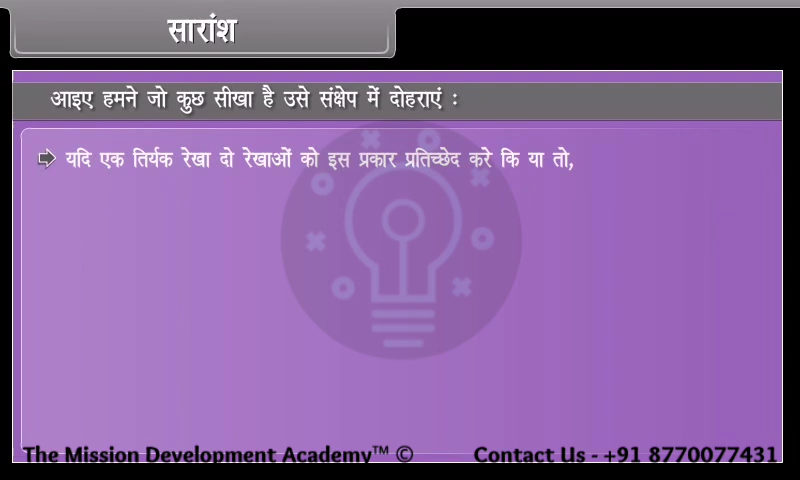 सारांश
आइए हमने जो कुछ सीखा है उसे संक्षेप में दोहराएं :
यदि एक तिर्यक रेखा दो रेखाओं को इस प्रकार प्रतिच्छेद करे कि या तो,
The Mission Development Academy™ © Contact Us - +91 8770077431